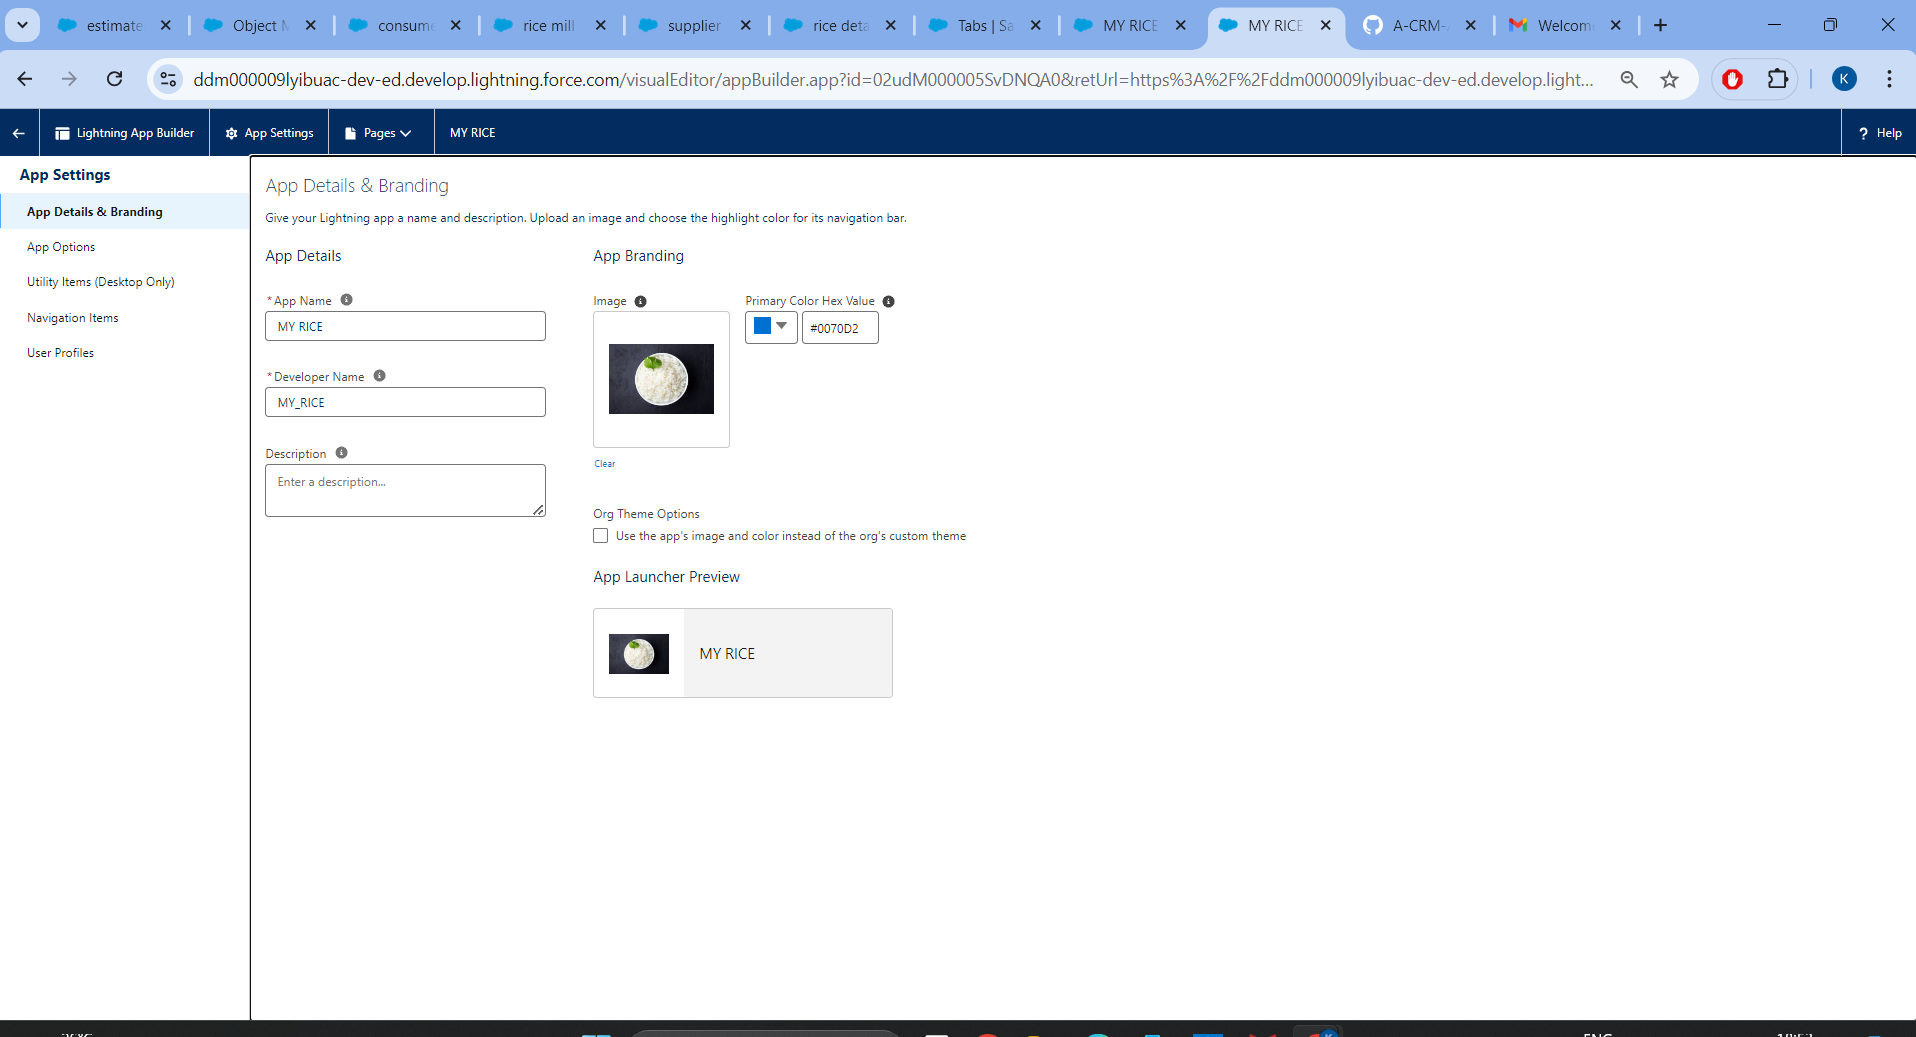 estimate
Object M
consume
rice mill
supplier
rice deta
Tabs | Sa
MY RICE
MY RICE
A-CRM-
Welcom
ddm000009lyibuac-dev-ed.develop.lightning.force.com/visualEditor/appBuilder.app?id=02udM000005SvDNQA0&retUrl=https%3A%2F%2Fddm000009lyibuac-dev-ed.develop.light...
K
Lightning App Builder
App Settings
Pages
MY RICE
? Help
App Settings
App Details & Branding
App Options
Utility Items (Desktop Only)
Navigation Items
User Profiles
App Details & Branding
Give your Lightning app a name and description. Upload an image and choose the highlight color for its navigation bar.
App Details
*App Name
MY RICE
*Developer Name
MY_RICE
Description
Enter a description...
App Branding
Image
Primary Color Hex Value
#0070D2
Clear
Org Theme Options
Use the app's image and color instead of the org's custom theme
App Launcher Preview
MY RICE